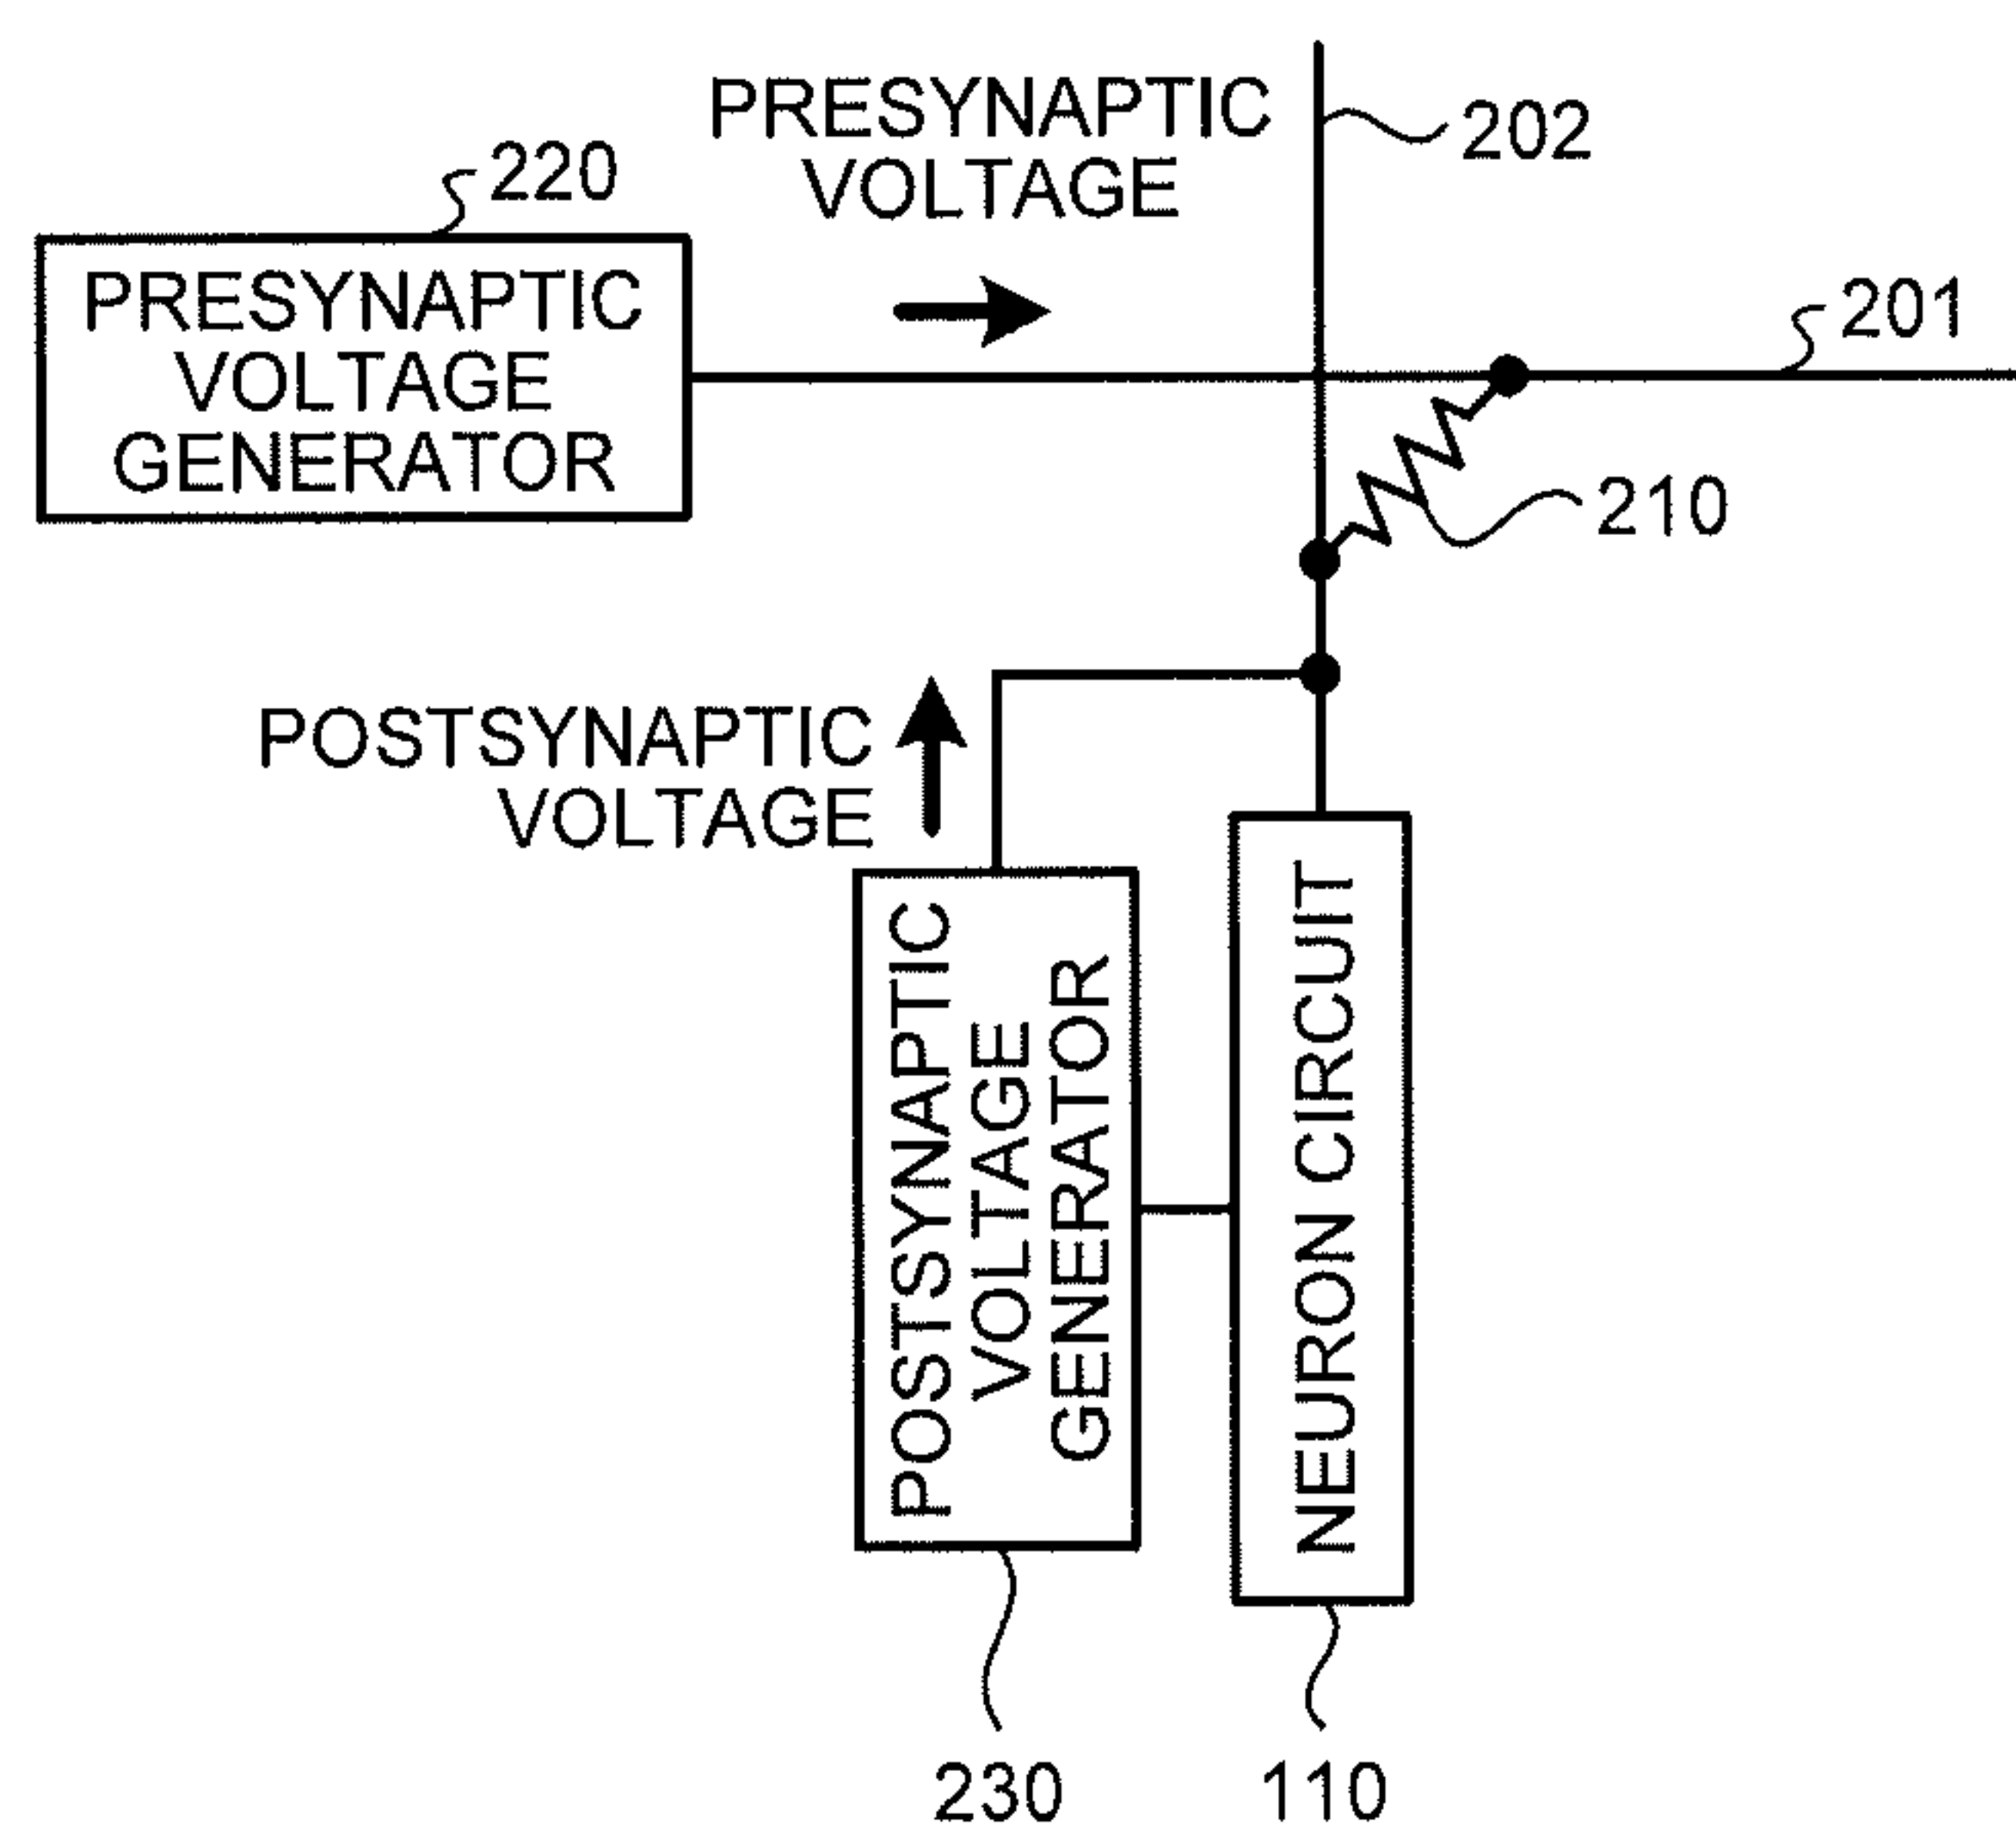 PRESYNAPTIC
VOLTAGE
202
220
PRESYNAPTIC
VOLTAGE
GENERATOR
201
210
POSTSYNAPTIC
VOLTAGE
POSTSYNAPTIC
VOLTAGE
GENERATOR
NEURON CIRCUIT
230
110